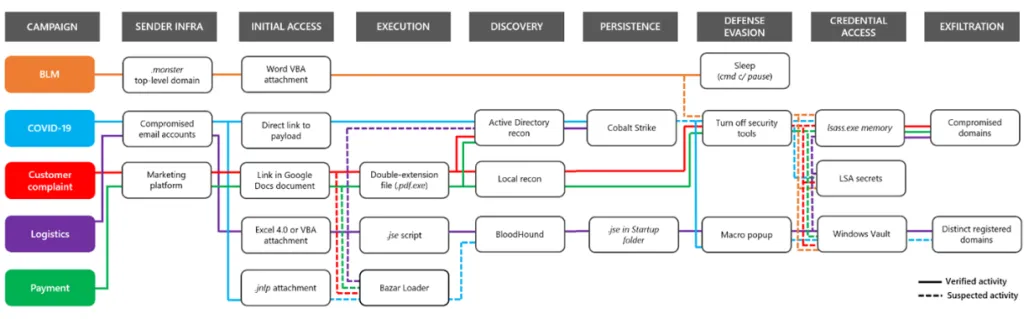 CAMPAIGN
SENDER INFRA
INITIAL ACCESS
EXECUTION
DISCOVERY
PERSISTENCE
DEFENSE
EVASION
CREDENTIAL
ACCESS
EXFILTRATION
BLM
.monster
top-level domain
Word VBA
attachment
Sleep
(cmd c/ pause)
COVID-19
Compromised
email accounts
Direct link to
payload
Active Directory
recon
Cobalt Strike
Turn off security
tools
lsass.exe memory
Compromised
domains
Customer
complaint
Marketing
platform
Link in Google
Docs document
Double-extension
file (.pdf.exe)
Local recon
LSA secrets
Logistics
Excel 4.0 or VBA
attachment
.jse script
BloodHound
.jse in Startup
folder
Macro popup
Windows Vault
Distinct registered
domains
Payment
.jnlp attachment
Bazar Loader
Verified activity
Suspected activity